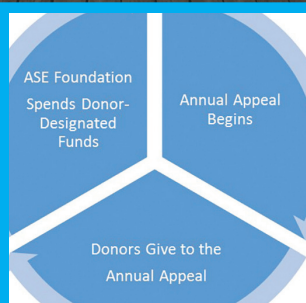 ASE Foundation
Spends Donor-
Designated
Funds
Annual Appeal
Begins
Donors Give to the
Annual Appeal